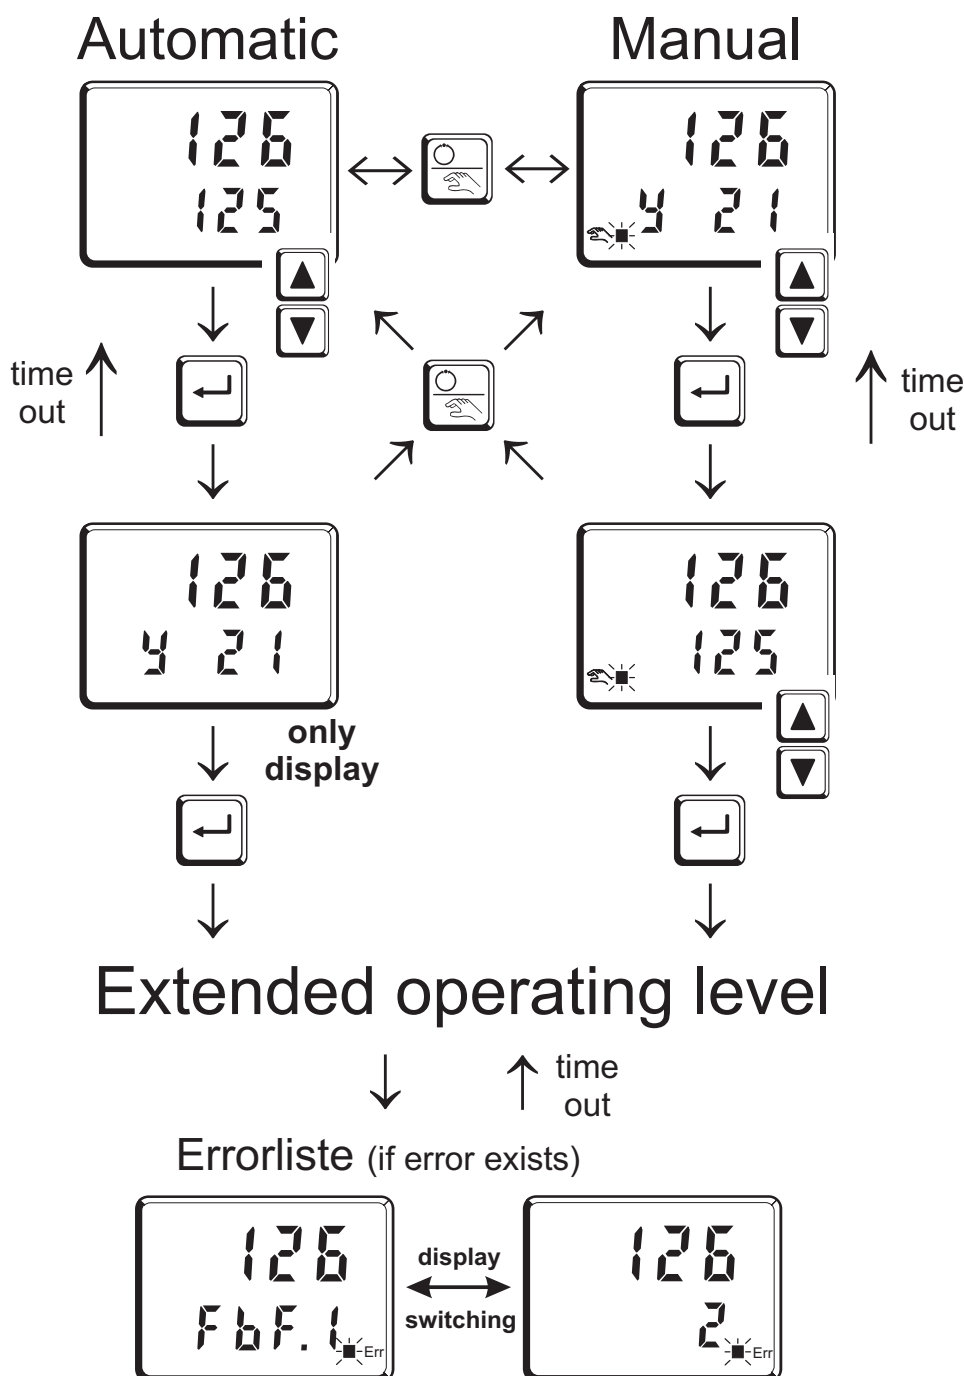 Automatic
Manual
126
125
126
y 21
time
out
time
out
126
y 21
126
125
only
display
Extended operating level
time
out
Errorliste (if error exists)
126
FbF.1
Err
display
switching
126
2
Err